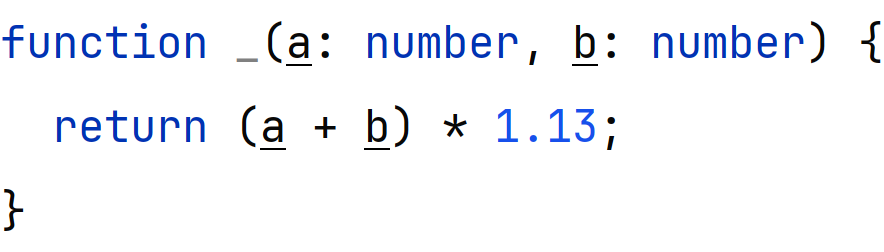 function _(a: number, b: number) {
  return (a + b) * 1.13;
}